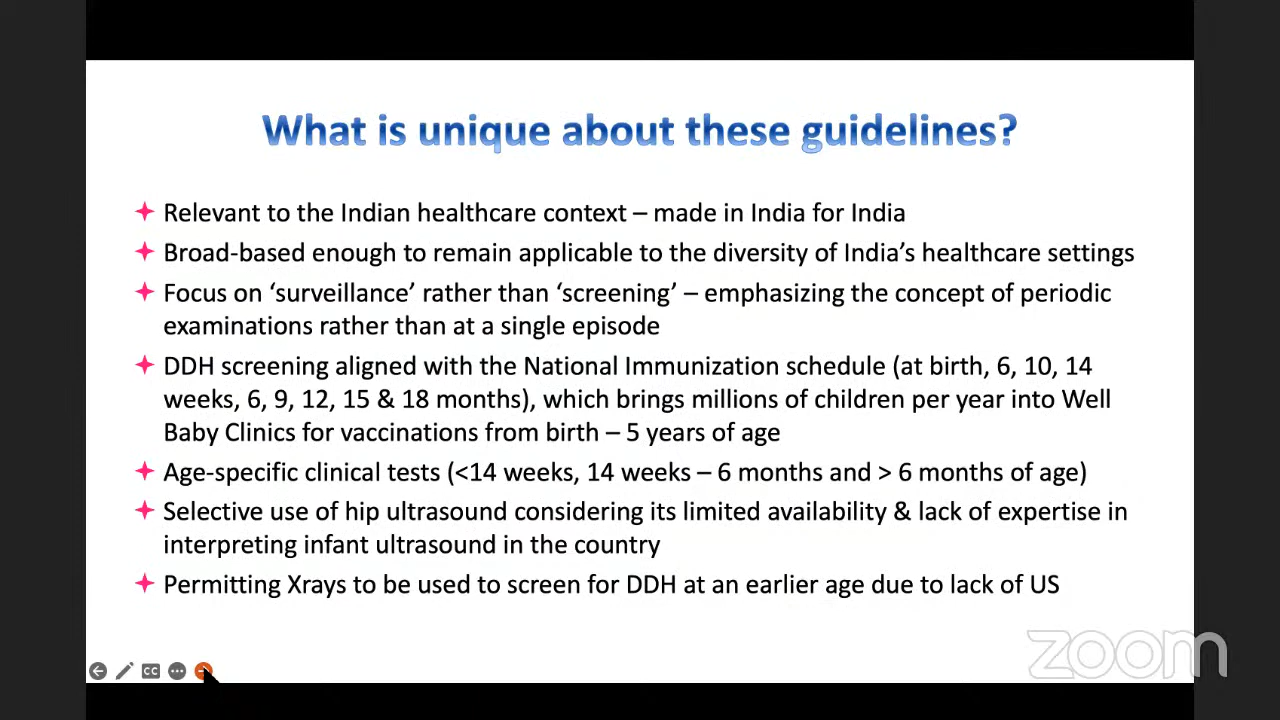 What is unique about these guidelines?
Relevant to the Indian healthcare context – made in India for India
Broad-based enough to remain applicable to the diversity of India’s healthcare settings
Focus on ‘surveillance’ rather than ‘screening’ – emphasizing the concept of periodic
examinations rather than at a single episode
DDH screening aligned with the National Immunization schedule (at birth, 6, 10, 14
weeks, 6, 9, 12, 15 & 18 months), which brings millions of children per year into Well
Baby Clinics for vaccinations from birth – 5 years of age
Age-specific clinical tests (<14 weeks, 14 weeks – 6 months and > 6 months of age)
Selective use of hip ultrasound considering its limited availability & lack of expertise in
interpreting infant ultrasound in the country
Permitting Xrays to be used to screen for DDH at an earlier age due to lack of US
zoom
CC